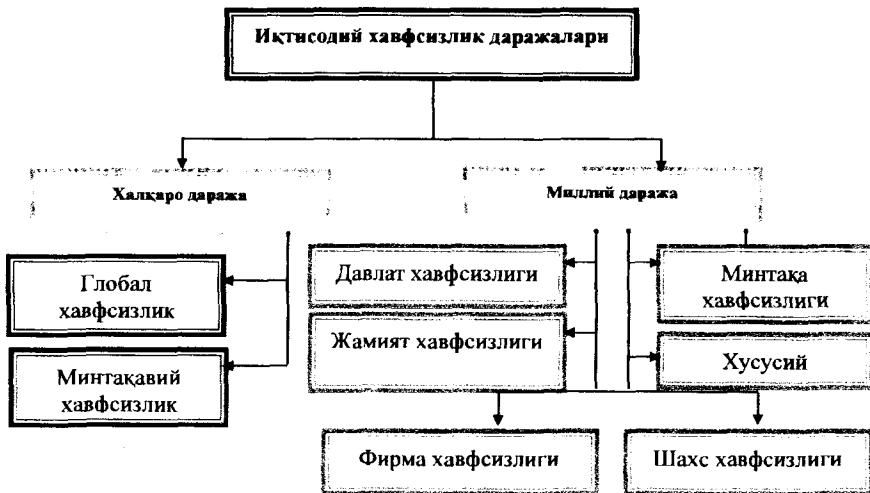 Иқтисодий хавфсизлик даражалари
Халқаро даража
Миллий даража
Глобал
хавфсизлик
Минтақавий
хавфсизлик
Давлат хавфсизлиги
Жамият хавфсизлиги
Минтақа
хавфсизлиги
Хусусий
Фирма хавфсизлиги
Шахс хавфсизлиги